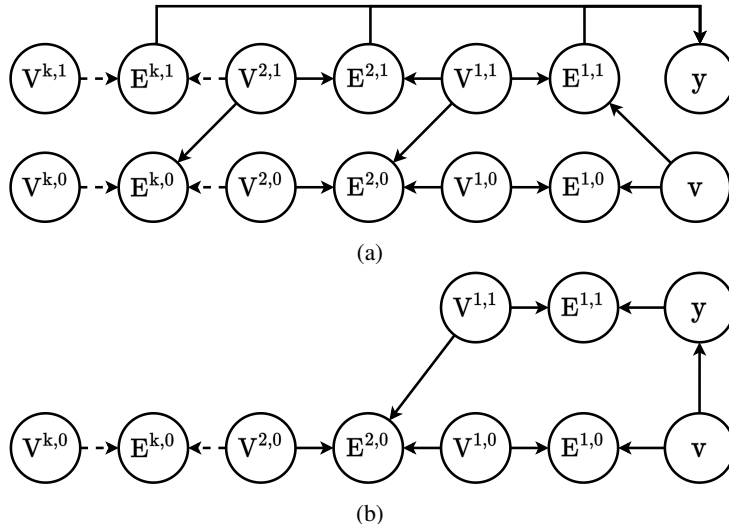 V^{k,1} E^{k,1} V^{2,1} E^{2,1} V^{1,1} E^{1,1} y
V^{k,0} E^{k,0} V^{2,0} E^{2,0} V^{1,0} E^{1,0} v
(a)
V^{1,1} E^{1,1} y
V^{k,0} E^{k,0} V^{2,0} E^{2,0} V^{1,0} E^{1,0} v
(b)